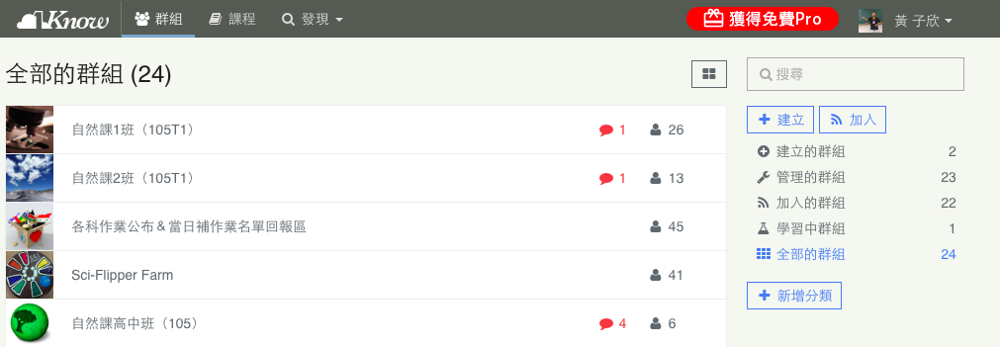 Know 群組 課程 發現 獲得免費Pro 黃 子欣
全部的群組 (24) 搜尋
自然課1班（105T1） 1 26
建立 加入
建立的群組 2
自然課2班（105T1） 1 13
管理的群組 23
加入的群組 22
各科作業公布＆當日補作業名單回報區 45
學習中群組 1
全部的群組 24
Sci-Flipper Farm 41
新增分類
自然課高中班（105） 4 6